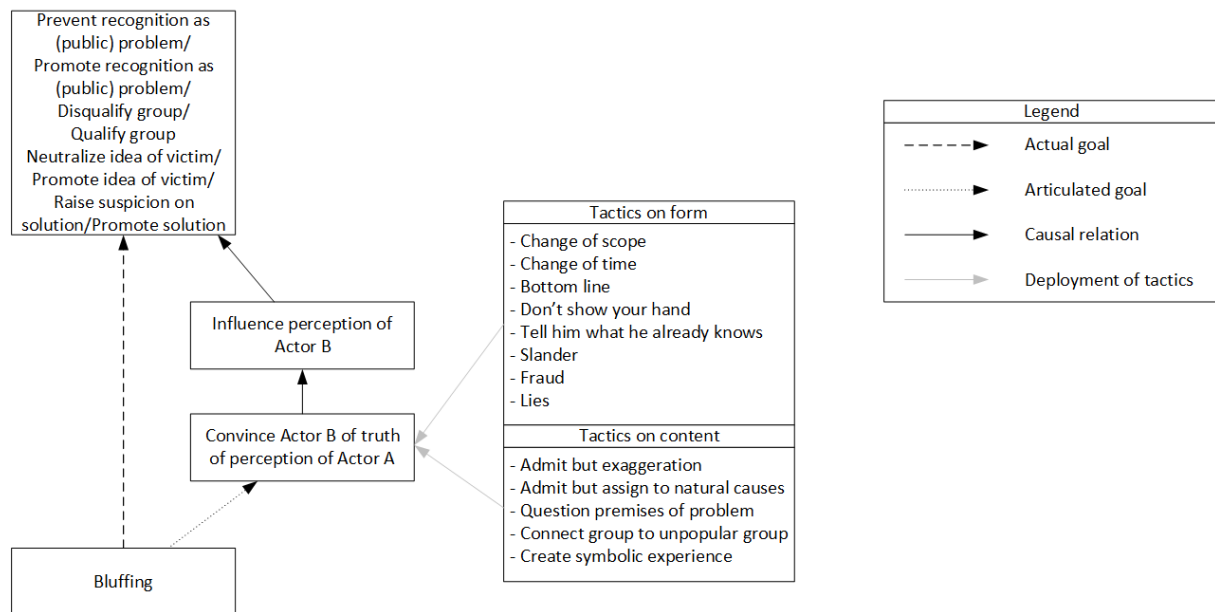 Prevent recognition as
(public) problem/
Promote recognition as
(public) problem/
Disqualify group/
Qualify group
Neutralize idea of victim/
Promote idea of victim/
Raise suspicion on
solution/Promote solution
Influence perception of
Actor B
Convince Actor B of truth
of perception of Actor A
Bluffing
Tactics on form
- Change of scope
- Change of time
- Bottom line
- Don’t show your hand
- Tell him what he already knows
- Slander
- Fraud
- Lies
Tactics on content
- Admit but exaggeration
- Admit but assign to natural causes
- Question premises of problem
- Connect group to unpopular group
- Create symbolic experience
Legend
Actual goal
Articulated goal
Causal relation
Deployment of tactics